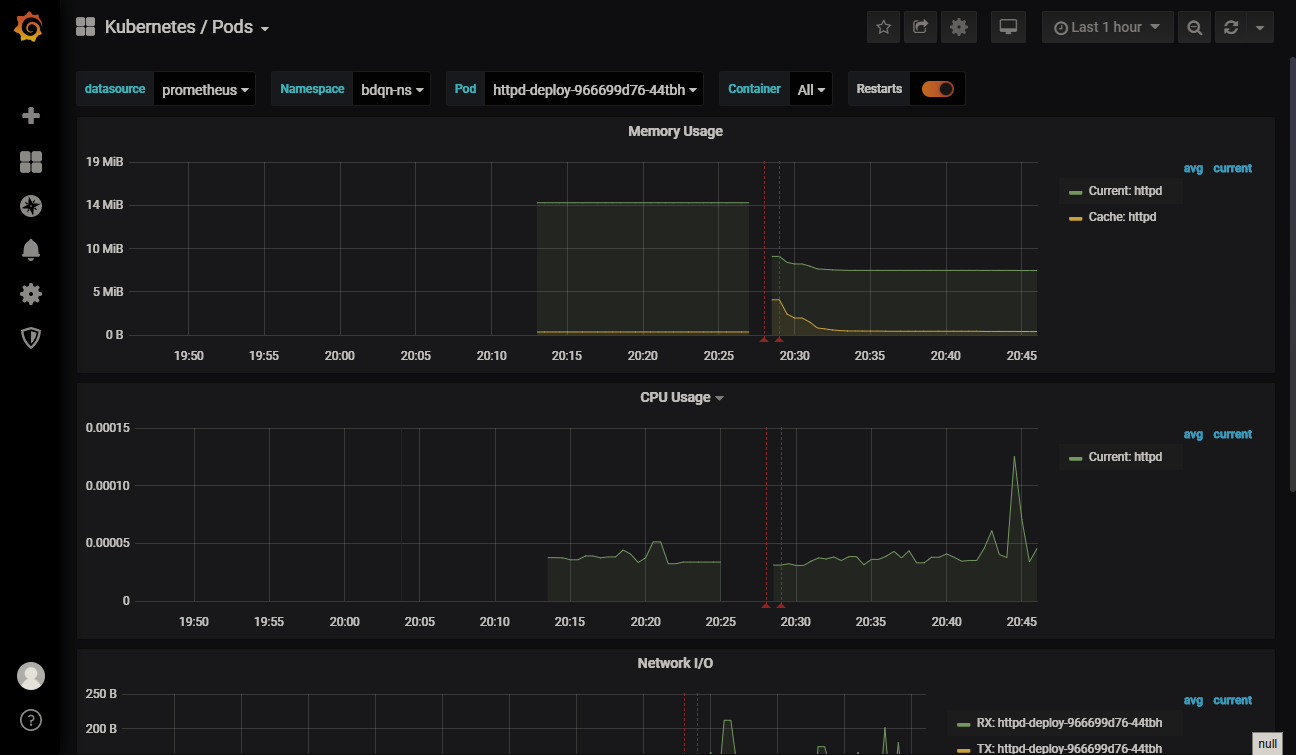 Kubernetes / Pods
Last 1 hour
datasource prometheus Namespace bdqn-ns Pod httpd-deploy-966699d76-44tbh Container All Restarts
Memory Usage
19 MiB
14 MiB
10 MiB
5 MiB
0 B
19:50 19:55 20:00 20:05 20:10 20:15 20:20 20:25 20:30 20:35 20:40 20:45
avg current
Current: httpd
Cache: httpd
CPU Usage
0.00015
0.00010
0.00005
0
19:50 19:55 20:00 20:05 20:10 20:15 20:20 20:25 20:30 20:35 20:40 20:45
avg current
Current: httpd
Network I/O
250 B
200 B
avg current
RX: httpd-deploy-966699d76-44tbh
TX: httpd-deploy-966699d76-44tbh
?
null